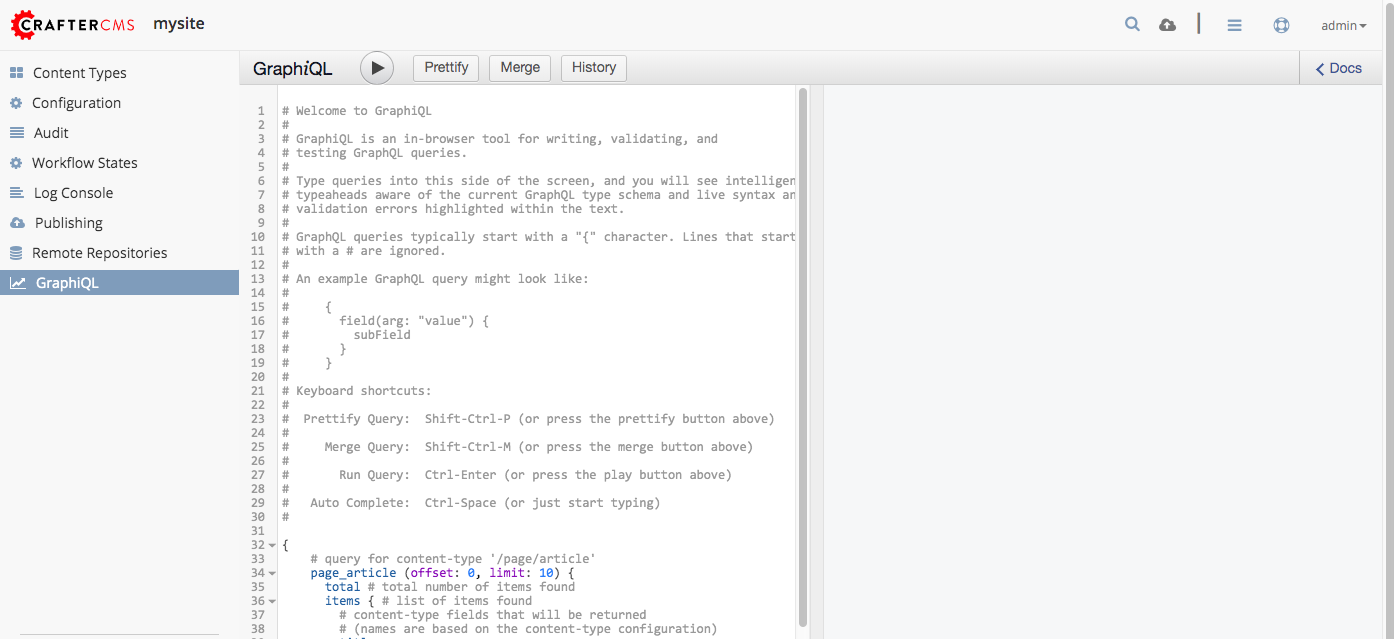 CRAFTERCMS mysite admin
Content Types
Configuration
Audit
Workflow States
Log Console
Publishing
Remote Repositories
GraphiQL
GraphiQL Prettify Merge History Docs
1 # Welcome to GraphiQL
2 #
3 # GraphiQL is an in-browser tool for writing, validating, and
4 # testing GraphQL queries.
5 #
6 # Type queries into this side of the screen, and you will see intelligen
7 # typeaheads aware of the current GraphQL type schema and live syntax an
8 # validation errors highlighted within the text.
9 #
10 # GraphQL queries typically start with a "{" character. Lines that start
11 # with a # are ignored.
12 #
13 # An example GraphQL query might look like:
14 #
15 #     {
16 #       field(arg: "value") {
17 #         subField
18 #       }
19 #     }
20 #
21 # Keyboard shortcuts:
22 #
23 #  Prettify Query:  Shift-Ctrl-P (or press the prettify button above)
24 #
25 #     Merge Query:  Shift-Ctrl-M (or press the merge button above)
26 #
27 #       Run Query:  Ctrl-Enter (or press the play button above)
28 #
29 #   Auto Complete:  Ctrl-Space (or just start typing)
30 #
31
32 {
33     # query for content-type '/page/article'
34     page_article (offset: 0, limit: 10) {
35       total # total number of items found
36       items { # list of items found
37         # content-type fields that will be returned
38         # (names are based on the content-type configuration)